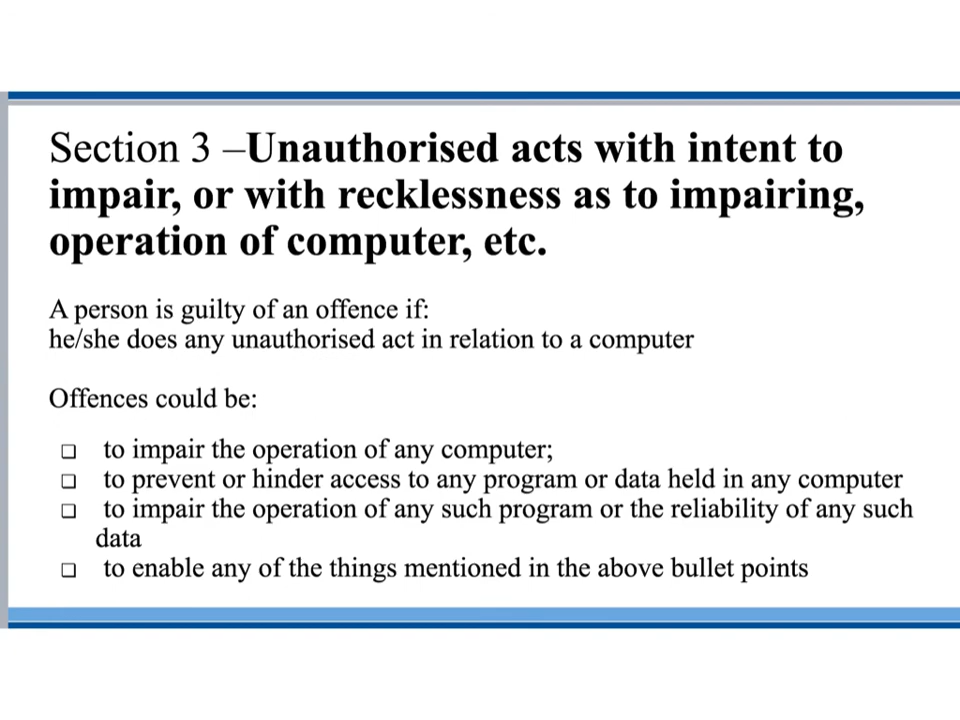 Section 3 –Unauthorised acts with intent to
impair, or with recklessness as to impairing,
operation of computer, etc.
A person is guilty of an offence if:
he/she does any unauthorised act in relation to a computer
Offences could be:
❑ to impair the operation of any computer;
❑ to prevent or hinder access to any program or data held in any computer
❑ to impair the operation of any such program or the reliability of any such
data
❑ to enable any of the things mentioned in the above bullet points